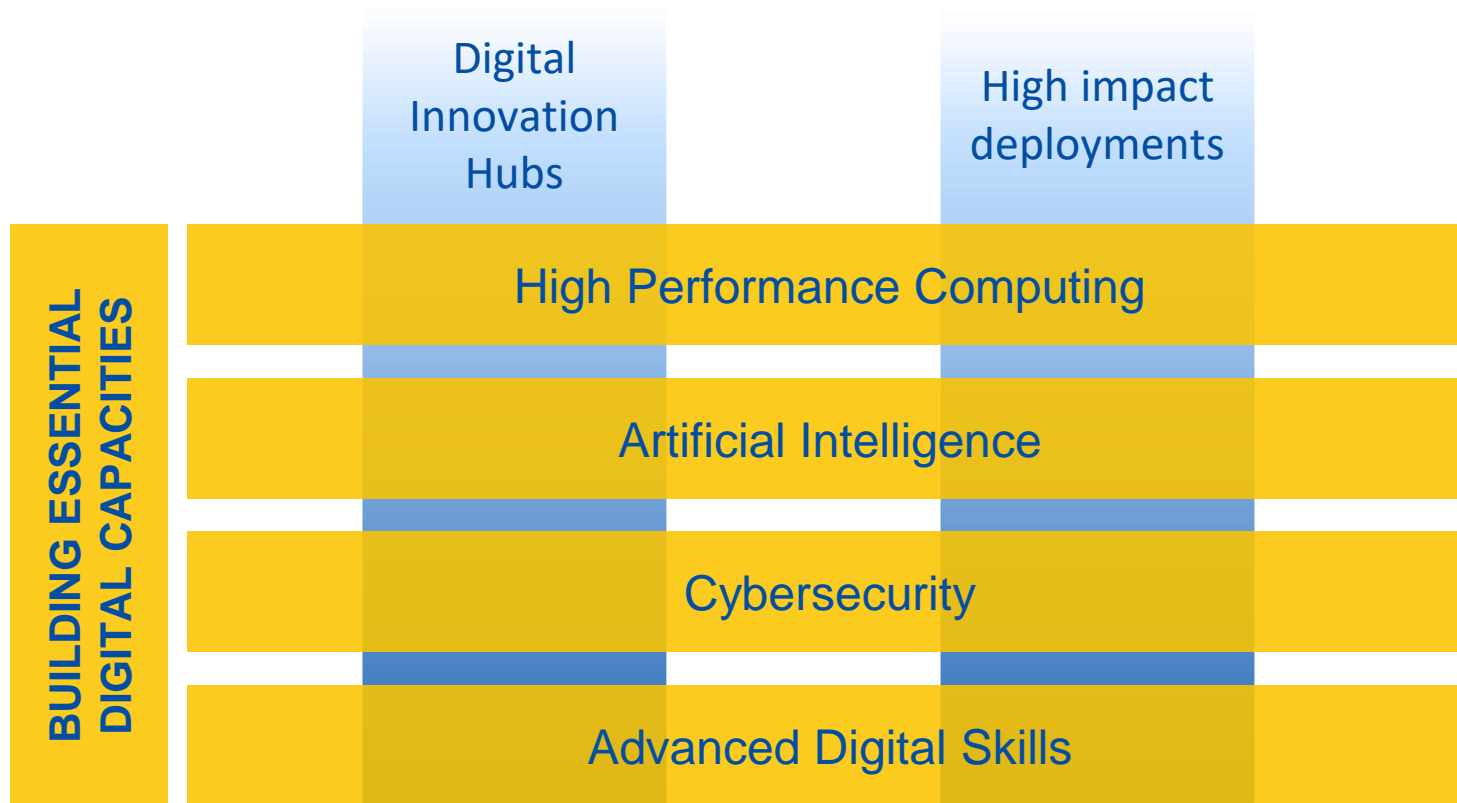 Digital
Innovation
Hubs
High impact
deployments
BUILDING ESSENTIAL
DIGITAL CAPACITIES
High Performance Computing
Artificial Intelligence
Cybersecurity
Advanced Digital Skills